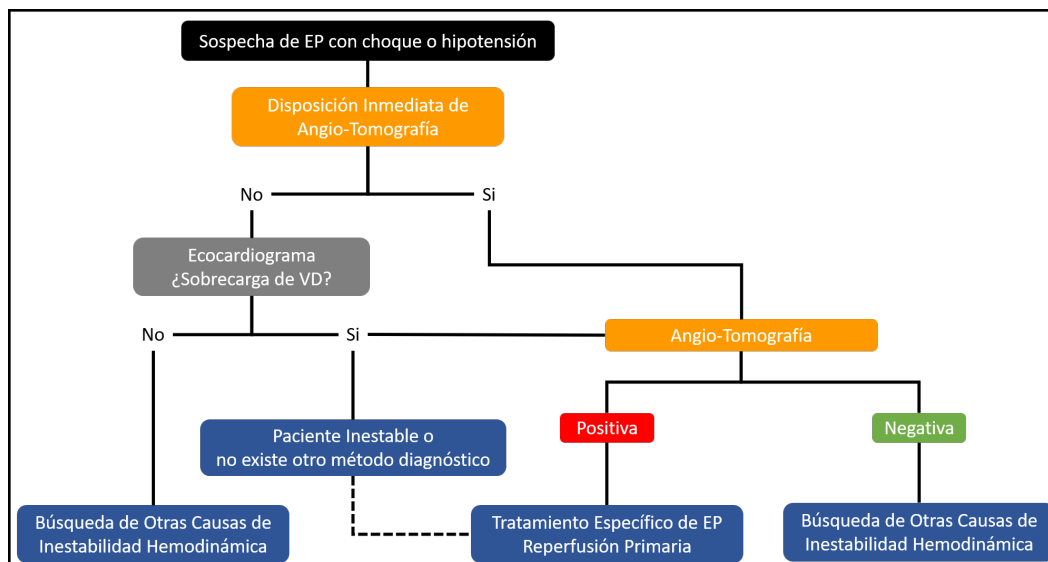 Sospecha de EP con choque o hipotensión
Disposición Inmediata de
Angio-Tomografía
No
Si
Ecocardiograma
¿Sobrecarga de VD?
No
Si
Angio-Tomografía
Positiva
Negativa
Paciente Inestable o
no existe otro método diagnóstico
Búsqueda de Otras Causas de
Inestabilidad Hemodinámica
Tratamiento Específico de EP
Reperfusión Primaria
Búsqueda de Otras Causas de
Inestabilidad Hemodinámica